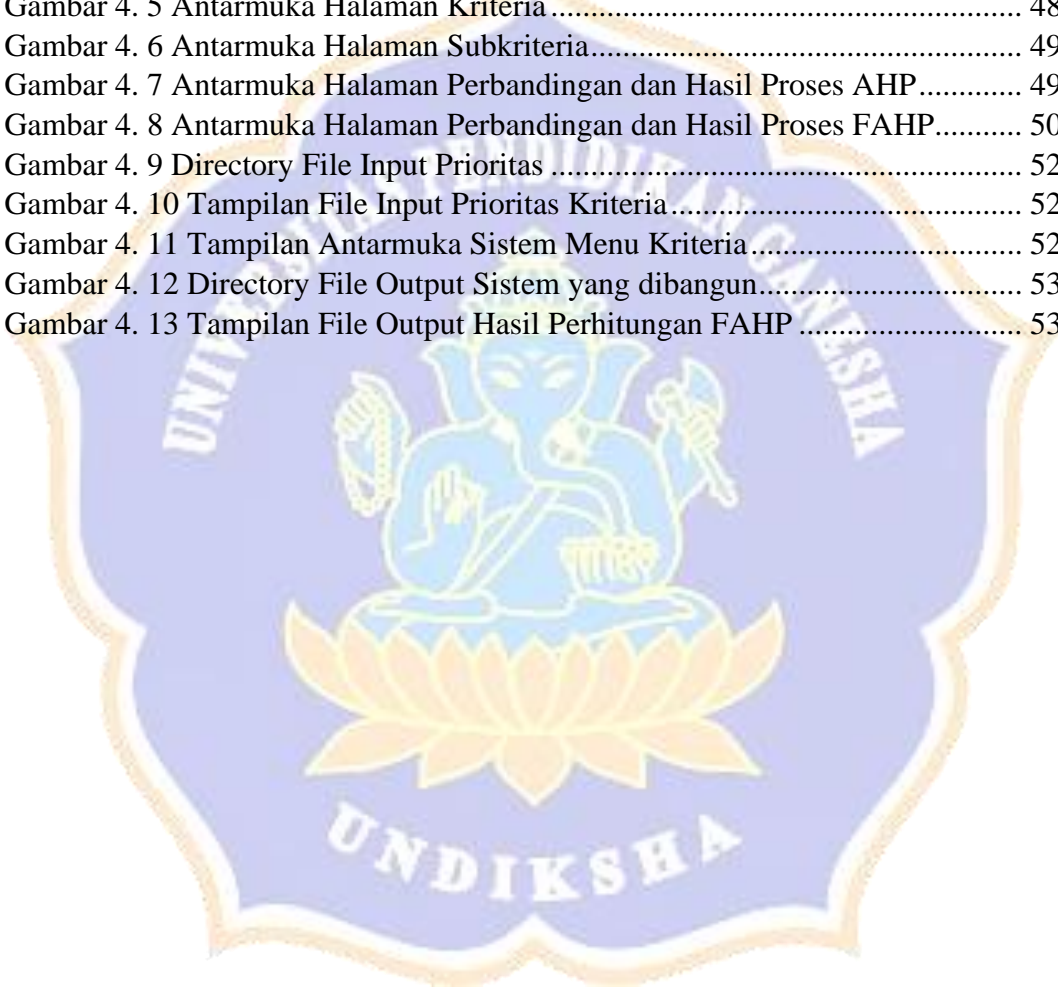 Gambar 4. 5 Antarmuka Halaman Kriteria ........................................................... 48
Gambar 4. 6 Antarmuka Halaman Subkriteria...................................................... 49
Gambar 4. 7 Antarmuka Halaman Perbandingan dan Hasil Proses AHP............. 49
Gambar 4. 8 Antarmuka Halaman Perbandingan dan Hasil Proses FAHP........... 50
Gambar 4. 9 Directory File Input Prioritas ........................................................... 52
Gambar 4. 10 Tampilan File Input Prioritas Kriteria............................................ 52
Gambar 4. 11 Tampilan Antarmuka Sistem Menu Kriteria.................................. 52
Gambar 4. 12 Directory File Output Sistem yang dibangun................................. 53
Gambar 4. 13 Tampilan File Output Hasil Perhitungan FAHP ............................ 53
UNIVERSITAS PENDIDIKAN GANESHA
UNDIKSHA